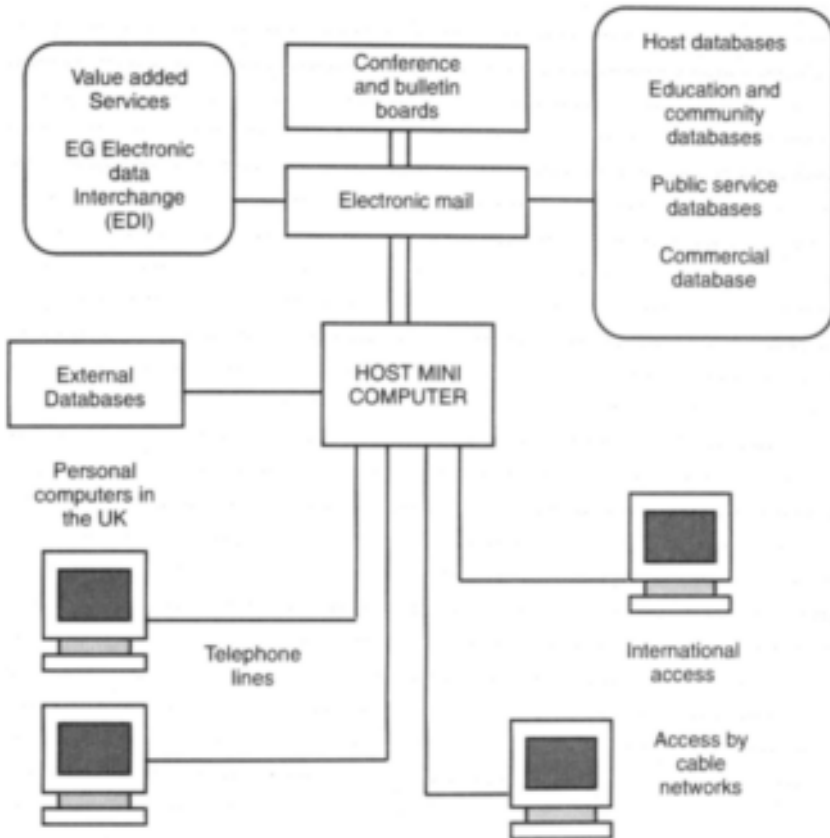 Value added
Services
EG Electronic
data
Interchange
(EDI)
Conference
and bulletin
boards
Electronic mail
Host databases
Education and
community
databases
Public service
databases
Commercial
database
External
Databases
HOST MINI
COMPUTER
Personal
computers in
the UK
Telephone
lines
International
access
Access by
cable
networks